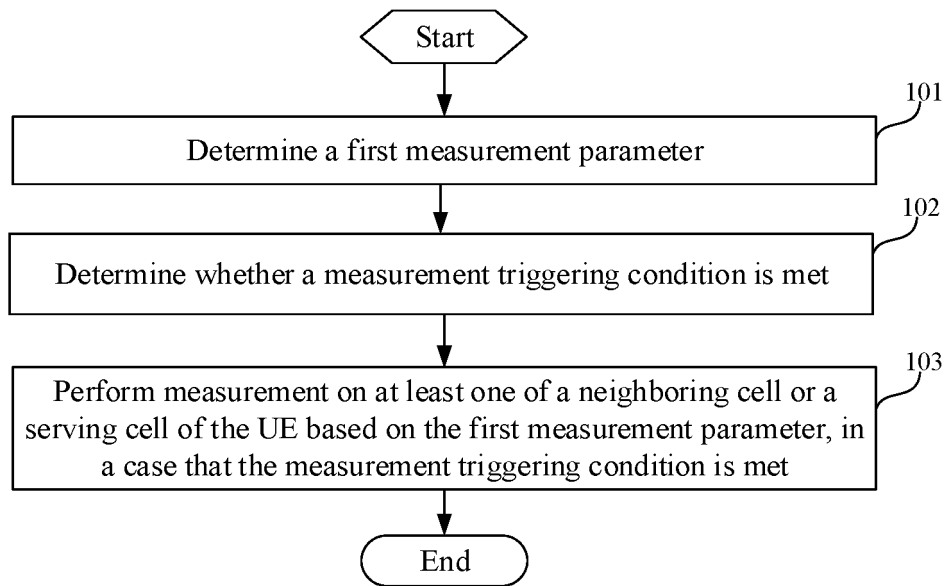 Start
101
Determine a first measurement parameter
102
Determine whether a measurement triggering condition is met
103
Perform measurement on at least one of a neighboring cell or a
serving cell of the UE based on the first measurement parameter, in
a case that the measurement triggering condition is met
End